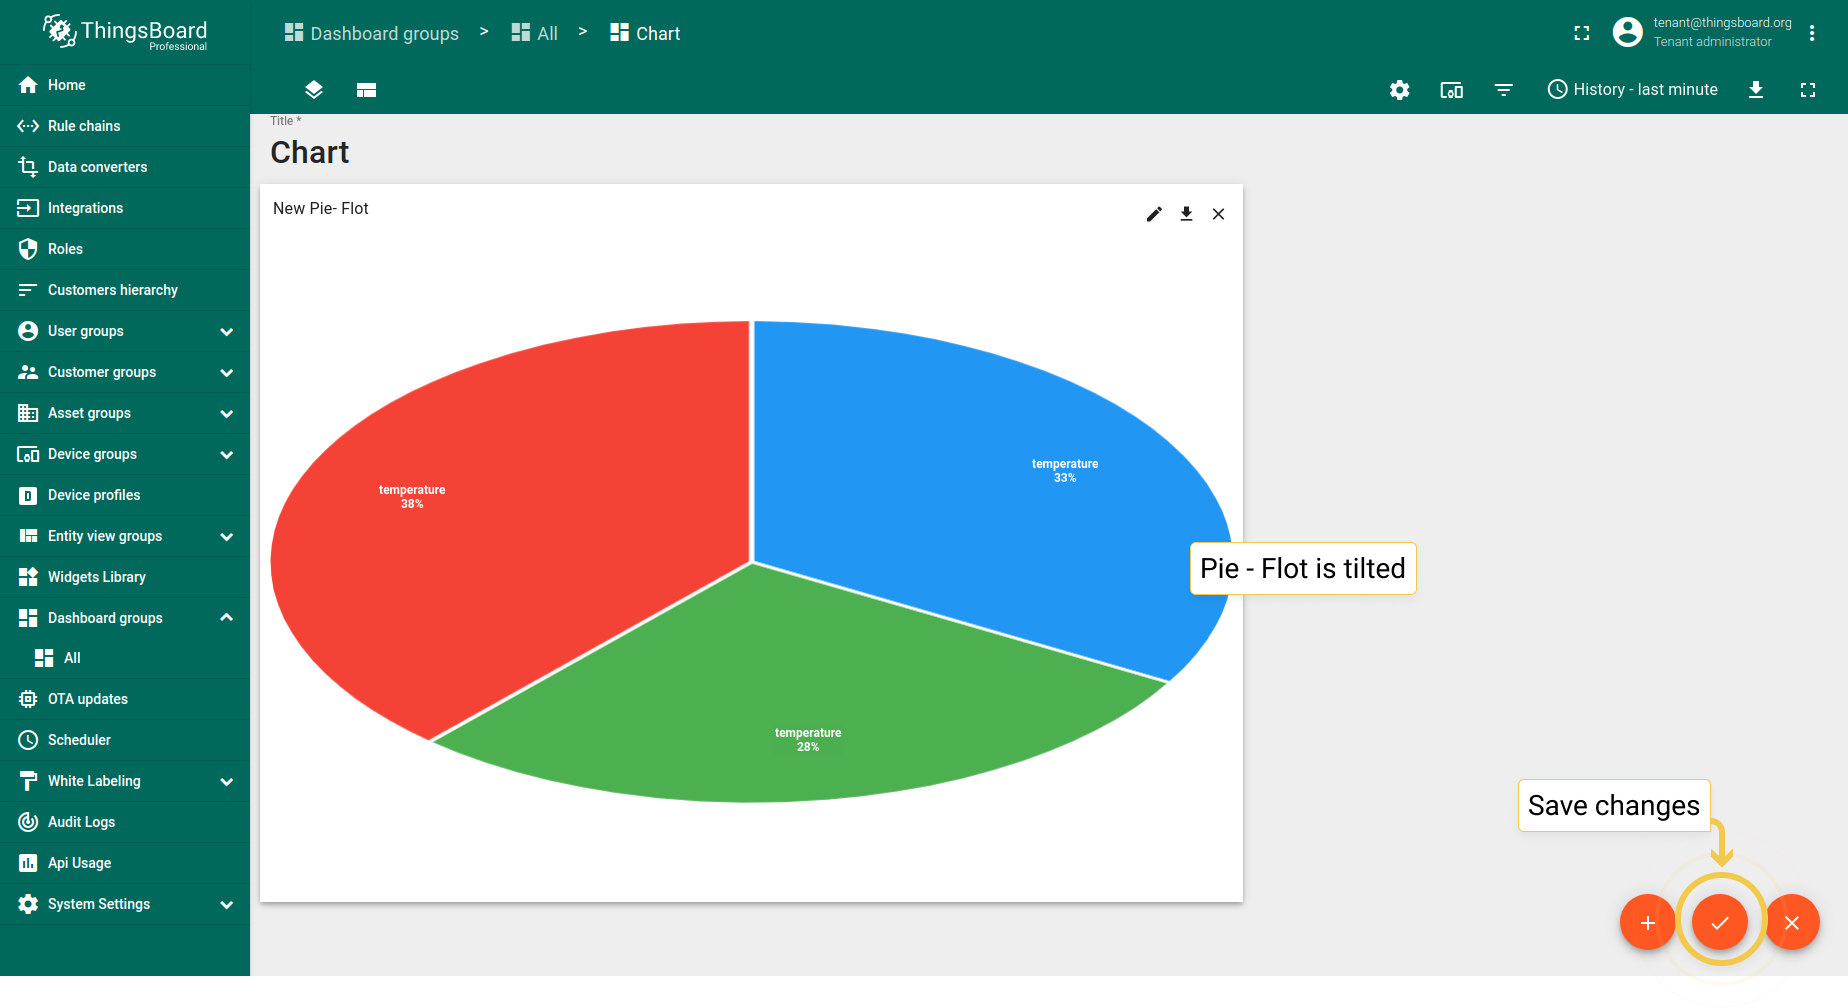 ThingsBoard
Professional
Dashboard groups > All > Chart
tenant@thingsboard.org
Tenant administrator
History - last minute
Home
Rule chains
Data converters
Integrations
Roles
Customers hierarchy
User groups
Customer groups
Asset groups
Device groups
Device profiles
Entity view groups
Widgets Library
Dashboard groups
All
OTA updates
Scheduler
White Labeling
Audit Logs
Api Usage
System Settings
Title *
Chart
New Pie- Flot
temperature
38%
temperature
33%
temperature
28%
Pie - Flot is tilted
Save changes